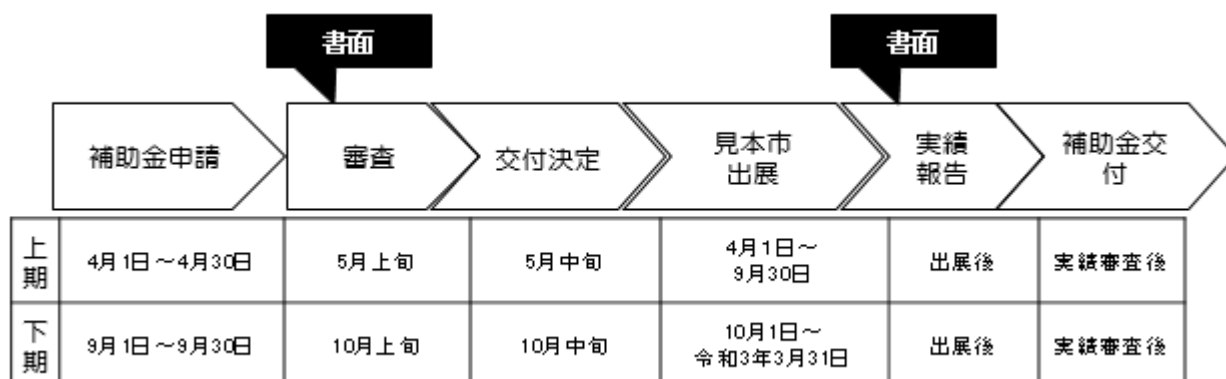 書面
書面
補助金申請
審査
交付決定
見本市
出展
実績
報告
補助金交
付
上
期
4月1日～4月30日
5月上旬
5月中旬
4月1日～
9月30日
出展後
実績審査後
下
期
9月1日～9月30日
10月上旬
10月中旬
10月1日～
令和3年3月31日
出展後
実績審査後